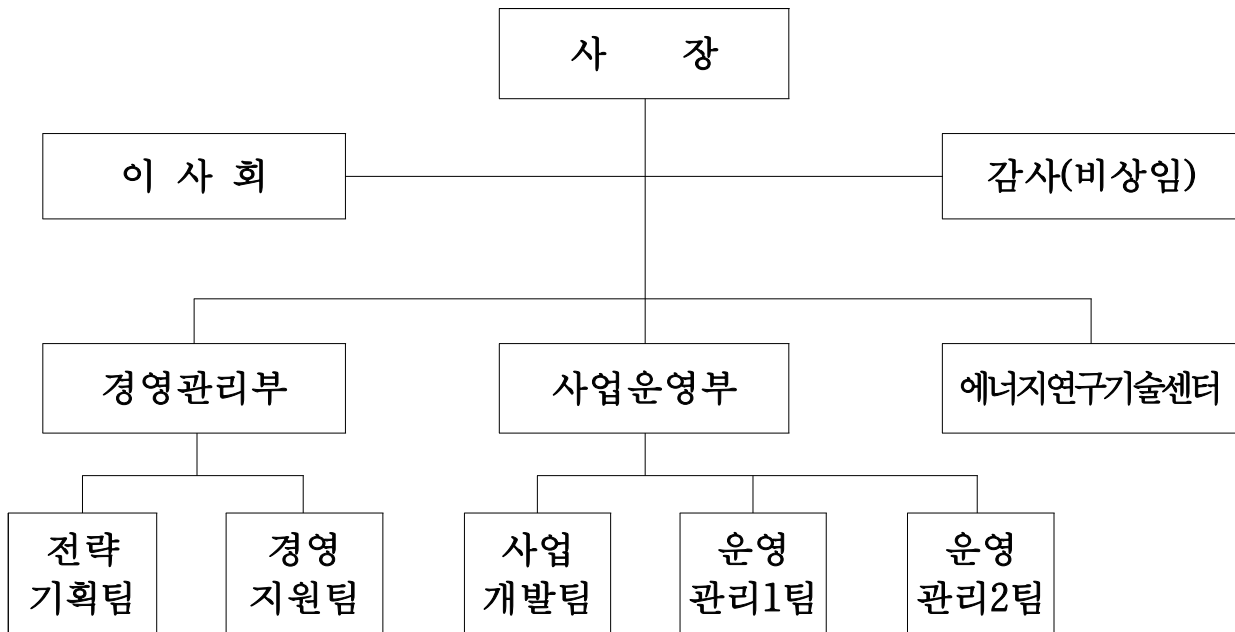 사 장
이 사 회
감사(비상임)
경영관리부
사업운영부
에너지연구기술센터
전략
기획팀
경영
지원팀
사업
개발팀
운영
관리1팀
운영
관리2팀